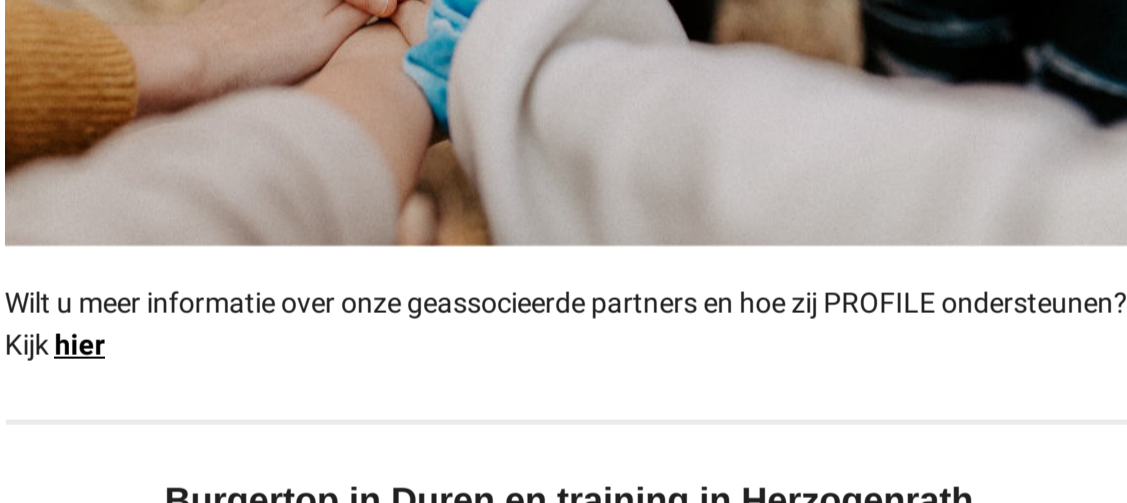 Wilt u meer informatie over onze geassocieerde partners en hoe zij PROFILE ondersteunen?
Kijk hier
Burgertop in Duren en training in Herzogenrath